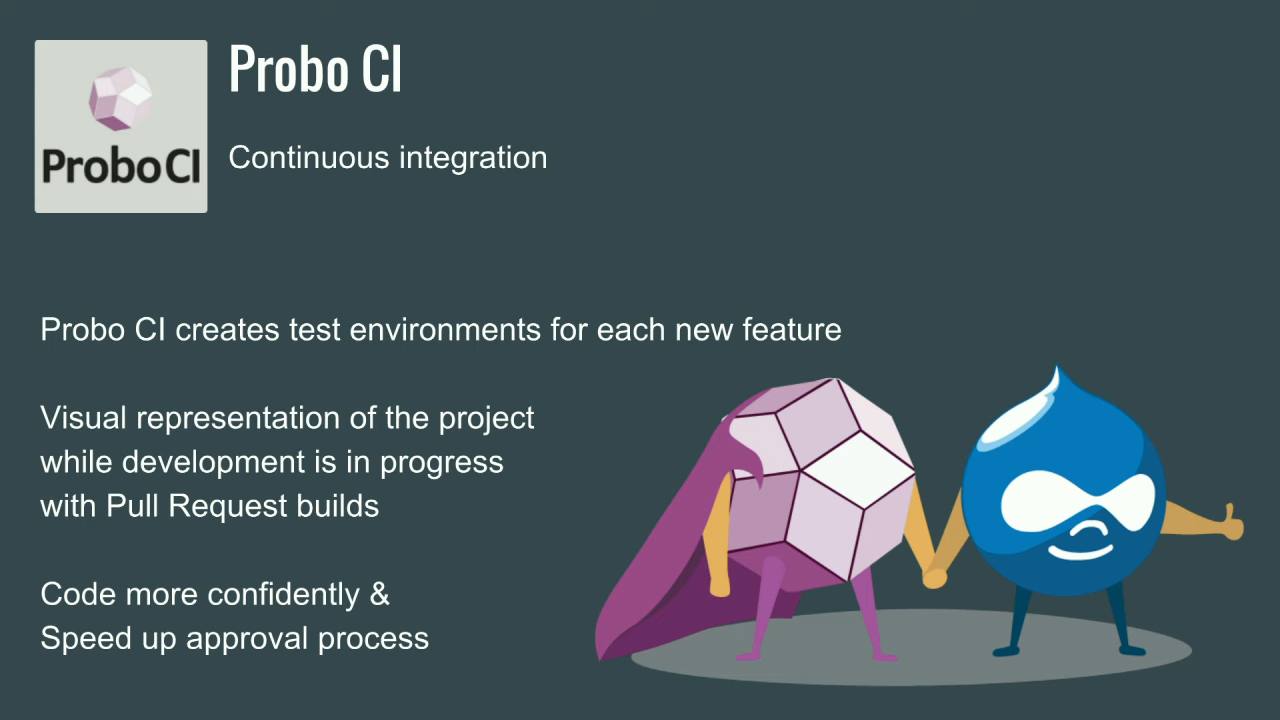 Probo CI
ProboCI
Continuous integration
Probo CI creates test environments for each new feature
Visual representation of the project
while development is in progress
with Pull Request builds
Code more confidently &
Speed up approval process